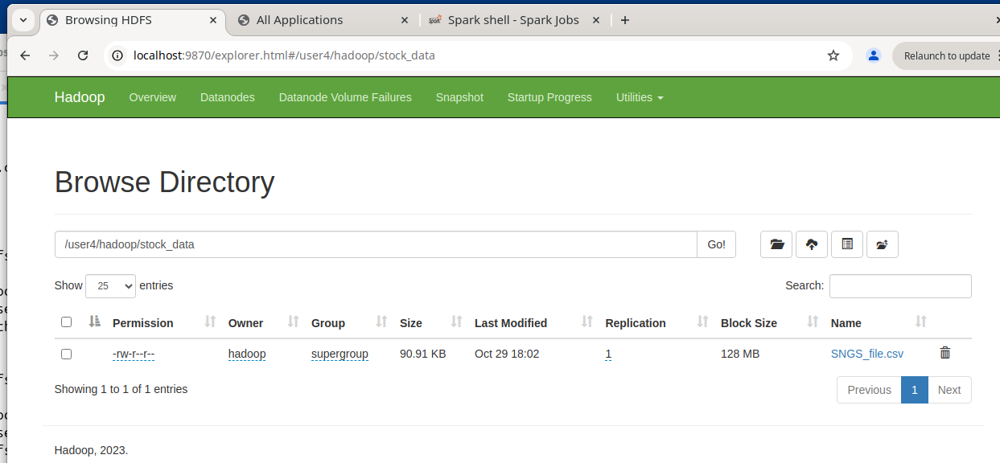 Browsing HDFS
All Applications
Spark shell - Spark Jobs
localhost:9870/explorer.html#/user4/hadoop/stock_data
Relaunch to update
Hadoop Overview Datanodes Datanode Volume Failures Snapshot Startup Progress Utilities
Browse Directory
/user4/hadoop/stock_data Go!
Show 25 entries Search:
Permission Owner Group Size Last Modified Replication Block Size Name
-rw-r--r-- hadoop supergroup 90.91 KB Oct 29 18:02 1 128 MB SNGS_file.csv
Showing 1 to 1 of 1 entries Previous 1 Next
Hadoop, 2023.